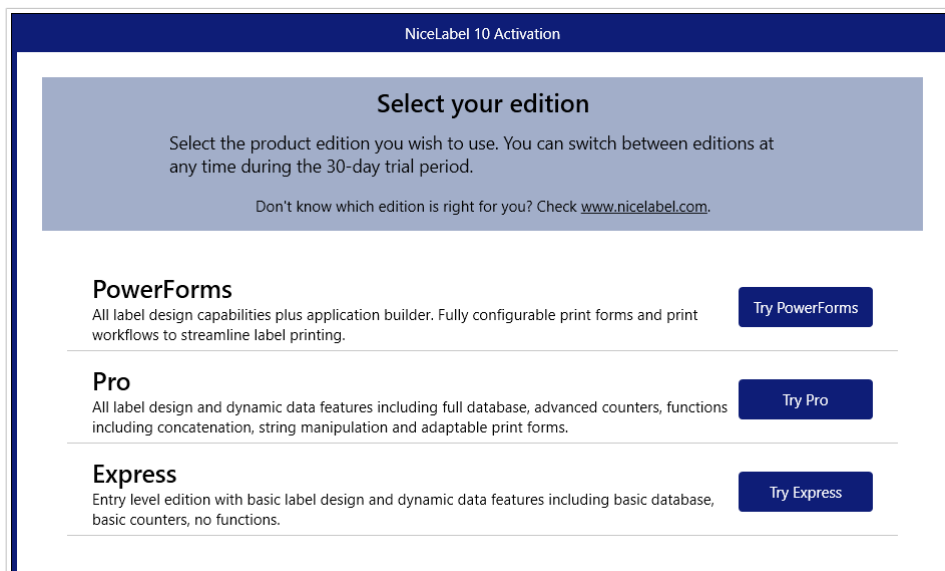 NiceLabel 10 Activation
Select your edition
Select the product edition you wish to use. You can switch between editions at
any time during the 30-day trial period.
Don't know which edition is right for you? Check www.nicelabel.com.
PowerForms
All label design capabilities plus application builder. Fully configurable print forms and print
workflows to streamline label printing.
Try PowerForms
Pro
All label design and dynamic data features including full database, advanced counters, functions
including concatenation, string manipulation and adaptable print forms.
Try Pro
Express
Entry level edition with basic label design and dynamic data features including basic database,
basic counters, no functions.
Try Express